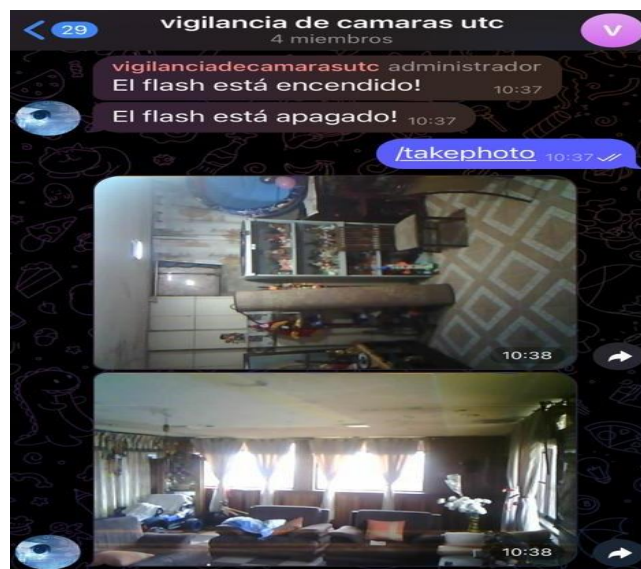 29
vigilancia de camaras utc
V
4 miembros
vigilanciadecamarasutc administrador
El flash está encendido! 10:37
El flash está apagado! 10:37
/takephoto 10:37
10:38
10:38